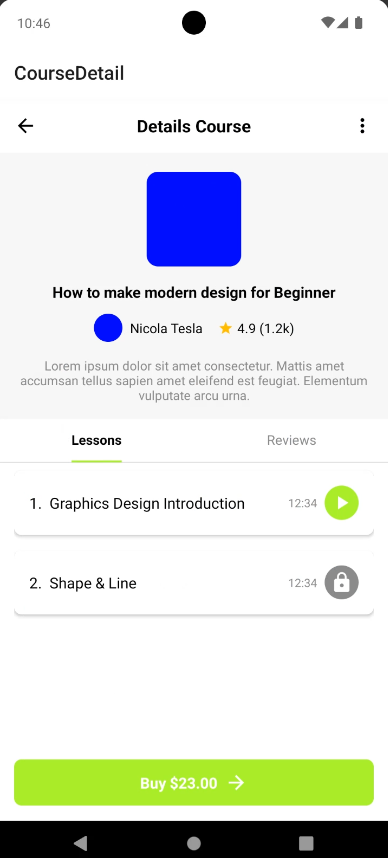 10:46
CourseDetail
Details Course
How to make modern design for Beginner
Nicola Tesla 4.9 (1.2k)
Lorem ipsum dolor sit amet consectetur. Mattis amet
accumsan tellus sapien amet eleifend est feugiat. Elementum
vulputate arcu urna.
Lessons Reviews
1. Graphics Design Introduction 12:34
2. Shape & Line 12:34
Buy $23.00